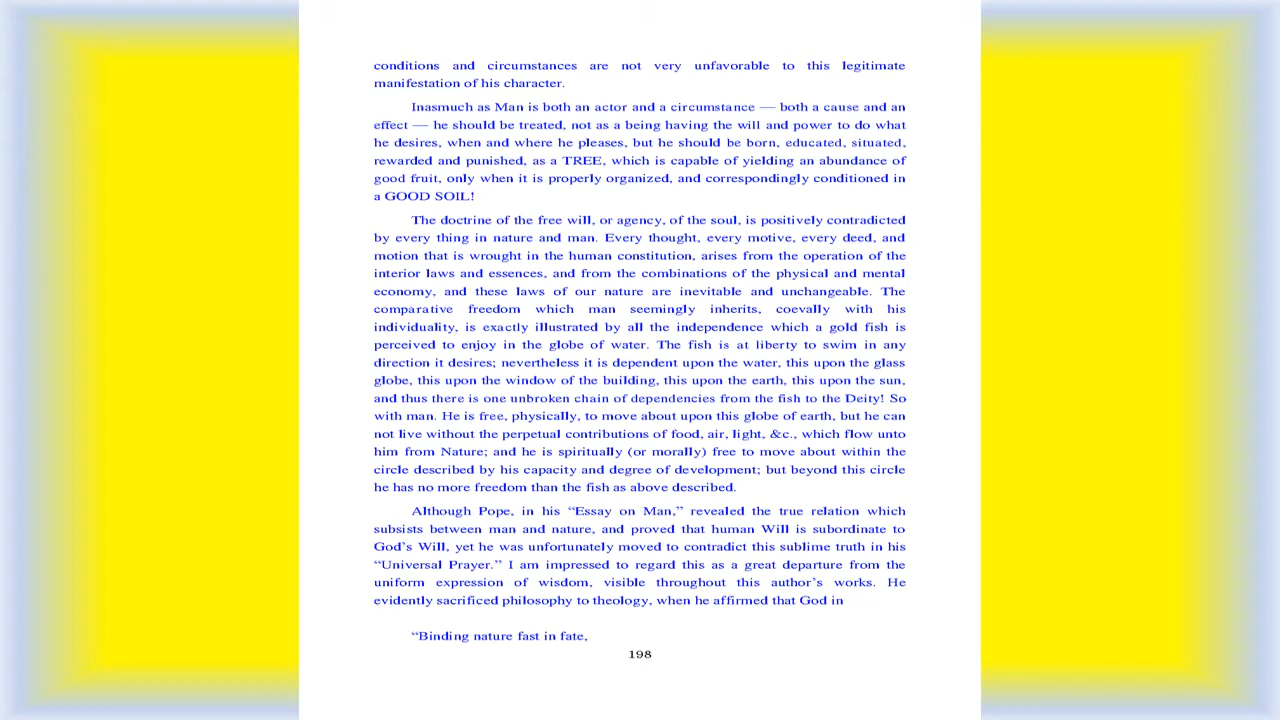 conditions and circumstances are not very unfavorable to this legitimate
manifestation of his character.
Inasmuch as Man is both an actor and a circumstance — both a cause and an
effect — he should be treated, not as a being having the will and power to do what
he desires, when and where he pleases, but he should be born, educated, situated,
rewarded and punished, as a TREE, which is capable of yielding an abundance of
good fruit, only when it is properly organized, and correspondingly conditioned in
a GOOD SOIL!
The doctrine of the free will, or agency, of the soul, is positively contradicted
by every thing in nature and man. Every thought, every motive, every deed, and
motion that is wrought in the human constitution, arises from the operation of the
interior laws and essences, and from the combinations of the physical and mental
economy, and these laws of our nature are inevitable and unchangeable. The
comparative freedom which man seemingly inherits, coevally with his
individuality, is exactly illustrated by all the independence which a gold fish is
perceived to enjoy in the globe of water. The fish is at liberty to swim in any
direction it desires; nevertheless it is dependent upon the water, this upon the glass
globe, this upon the window of the building, this upon the earth, this upon the sun,
and thus there is one unbroken chain of dependencies from the fish to the Deity! So
with man. He is free, physically, to move about upon this globe of earth, but he can
not live without the perpetual contributions of food, air, light, &c., which flow unto
him from Nature; and he is spiritually (or morally) free to move about within the
circle described by his capacity and degree of development; but beyond this circle
he has no more freedom than the fish as above described.
Although Pope, in his “Essay on Man,” revealed the true relation which
subsists between man and nature, and proved that human Will is subordinate to
God’s Will, yet he was unfortunately moved to contradict this sublime truth in his
“Universal Prayer.” I am impressed to regard this as a great departure from the
uniform expression of wisdom, visible throughout this author’s works. He
evidently sacrificed philosophy to theology, when he affirmed that God in
“Binding nature fast in fate,
198